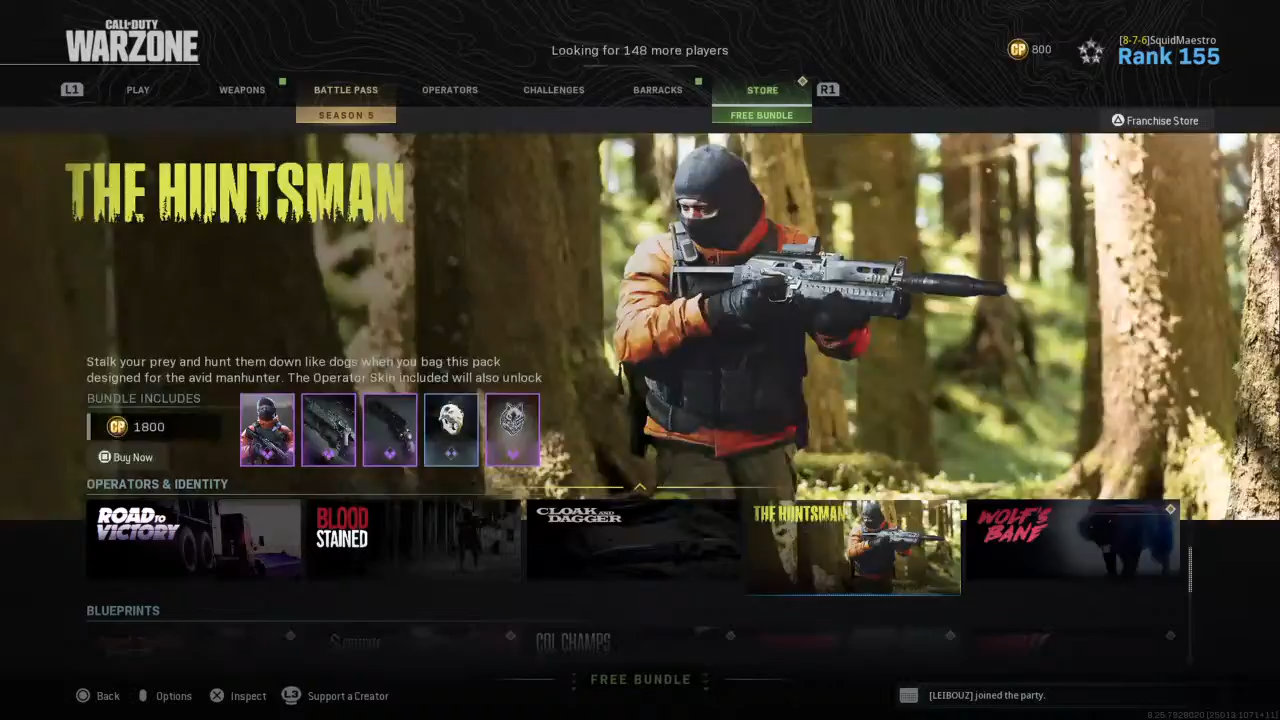 CALL·DUTY
WARZONE
Looking for 148 more players
CP 800
[8-7-6]SquidMaestro
Rank 155
L1
PLAY
WEAPONS
BATTLE PASS
OPERATORS
CHALLENGES
BARRACKS
STORE
R1
SEASON 5
FREE BUNDLE
Franchise Store
THE HUNTSMAN
Stalk your prey and hunt them down like dogs when you bag this pack
designed for the avid manhunter. The Operator Skin included will also unlock
BUNDLE INCLUDES
CP 1800
Buy Now
OPERATORS & IDENTITY
ROAD TO
VICTORY
BLOOD
STAINED
CLOAK AND
DAGGER
THE HUNTSMAN
WOLF'S
BANE
BLUEPRINTS
CDL CHAMPS
FREE BUNDLE
Back
Options
Inspect
L3 Support a Creator
[LEIBOUZ] joined the party.